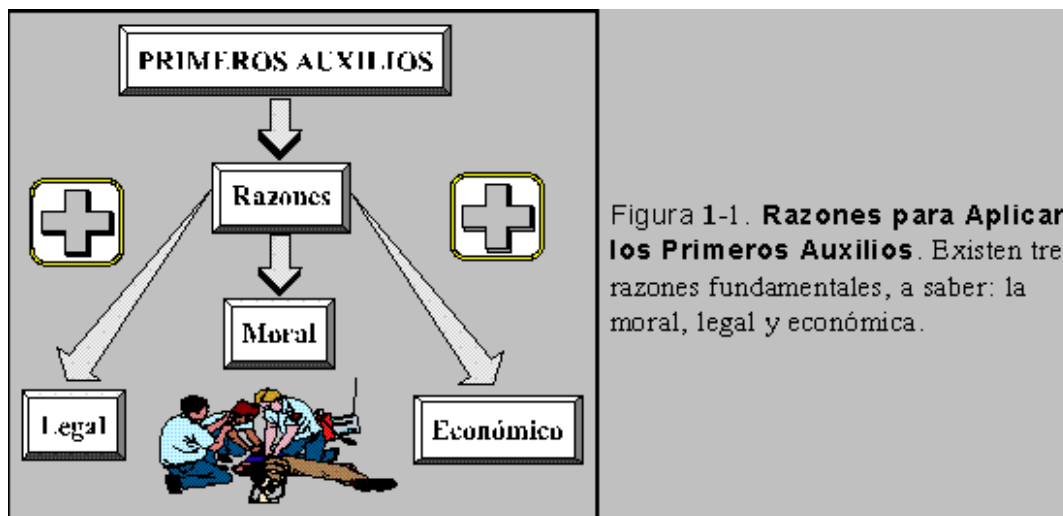 PRIMEROS AUXILIOS
Razones
Moral
Legal
Económico
Figura 1-1. Razones para Aplicar
los Primeros Auxilios. Existen tre
razones fundamentales, a saber: la
moral, legal y económica.